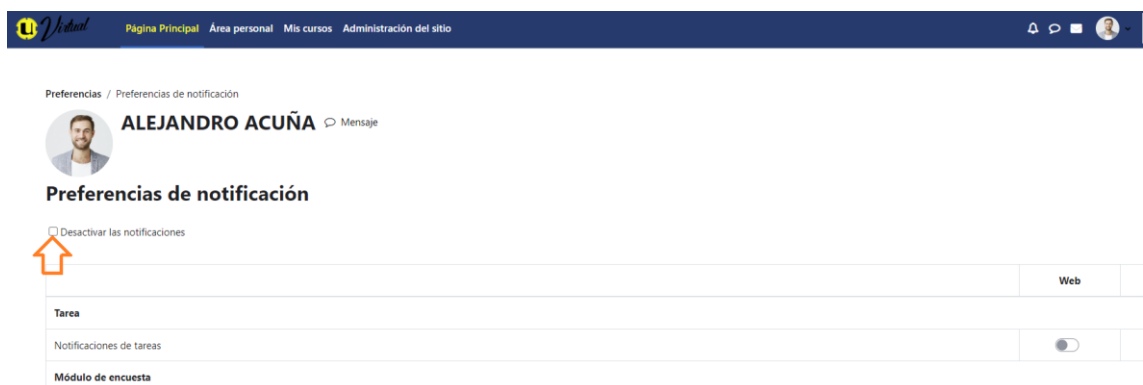 U Virtual
Página Principal Área personal Mis cursos Administración del sitio
Preferencias / Preferencias de notificación
ALEJANDRO ACUÑA Mensaje
Preferencias de notificación
Desactivar las notificaciones
Web
Tarea
Notificaciones de tareas
Módulo de encuesta